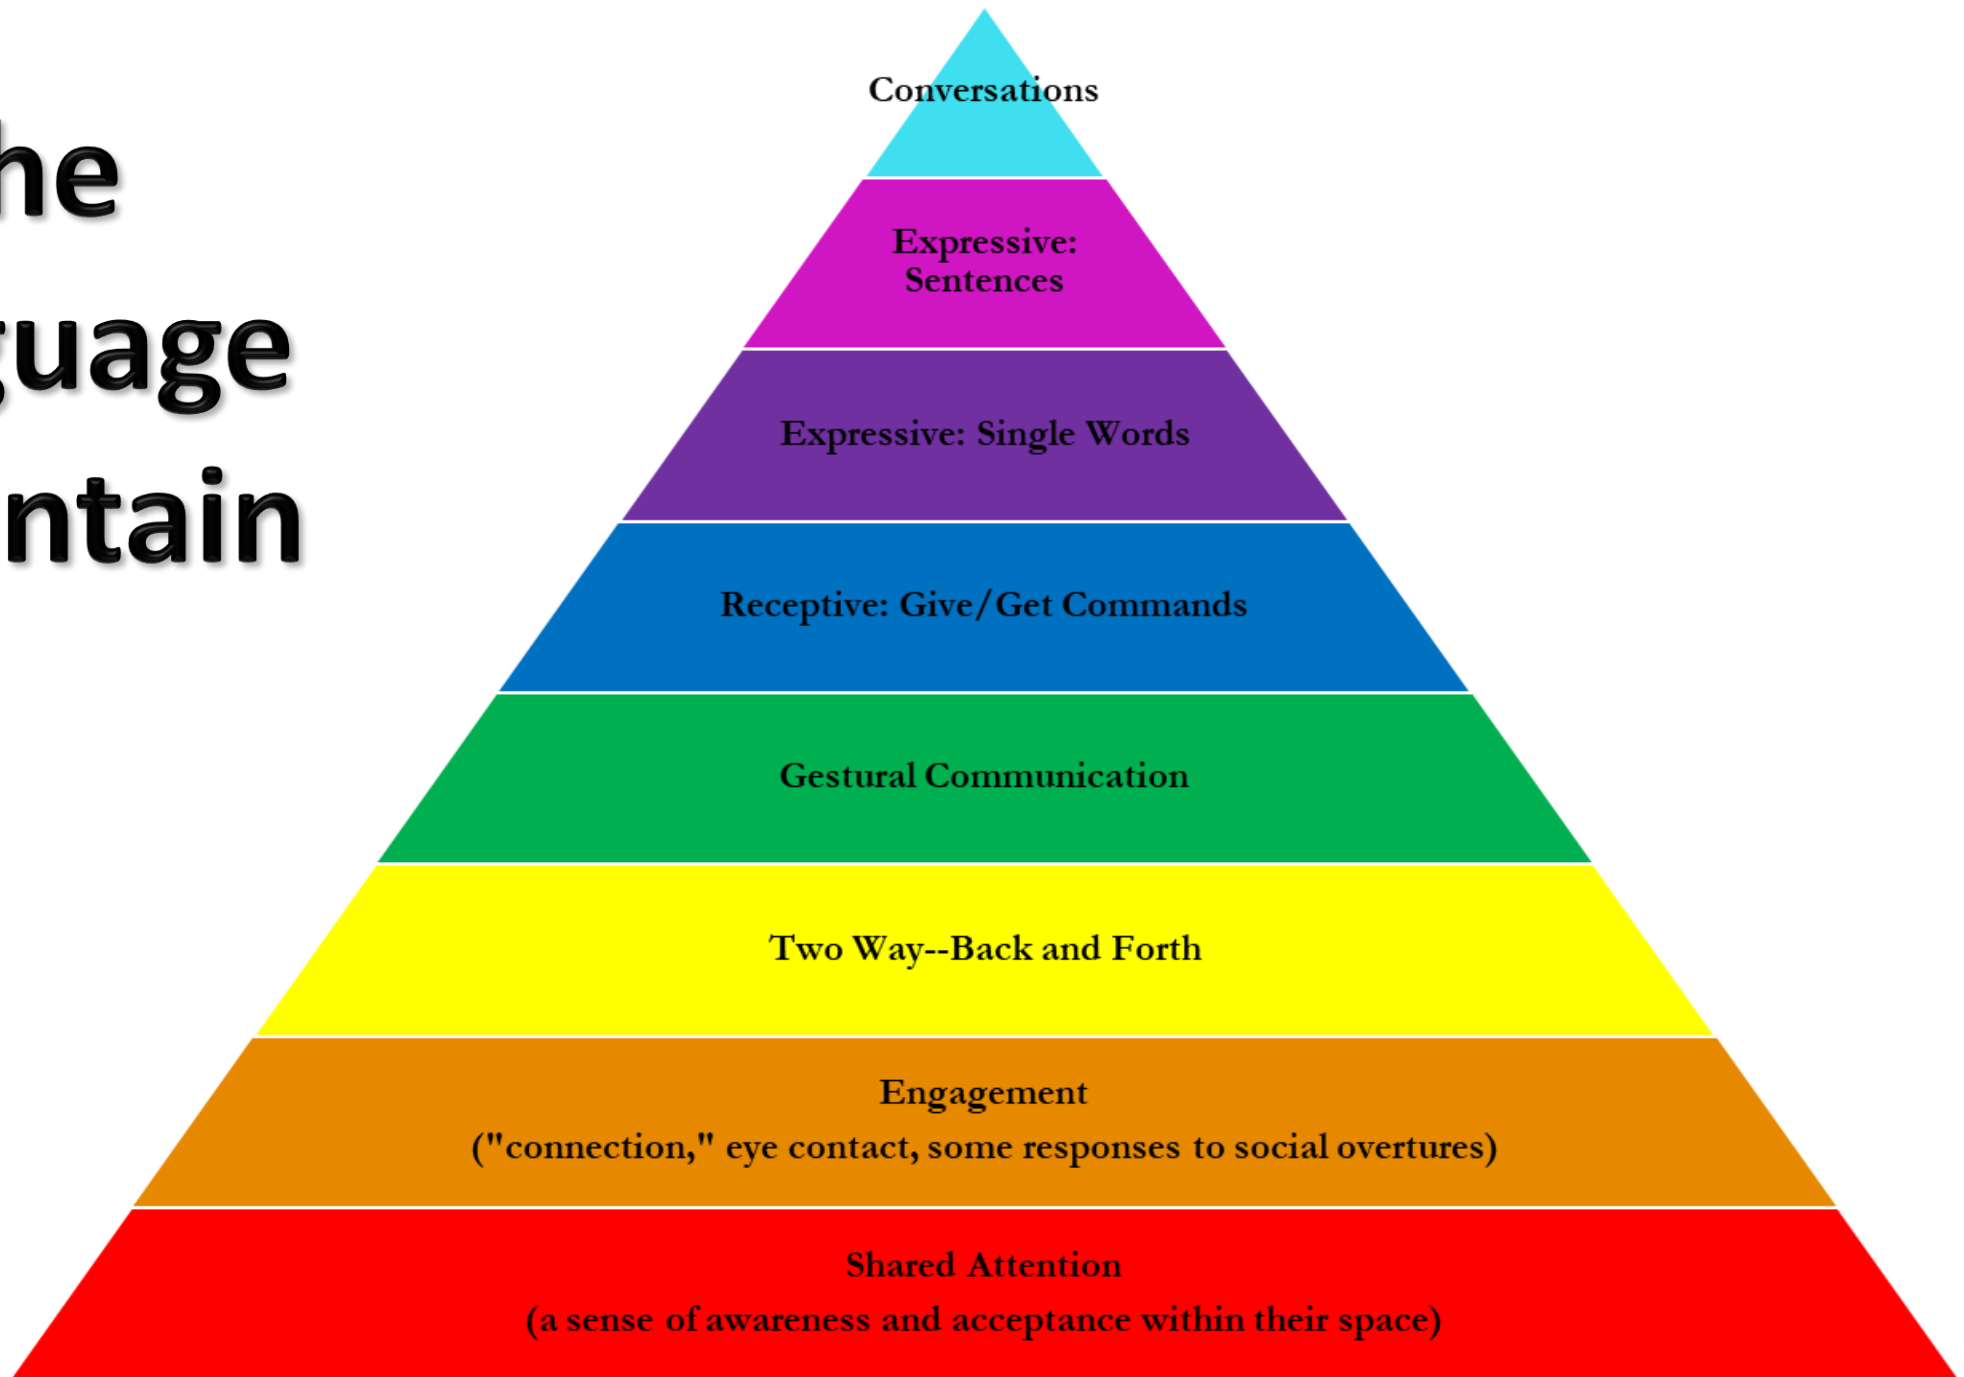 he
guage
ntain
Conversations
Expressive:
Sentences
Expressive: Single Words
Receptive: Give/Get Commands
Gestural Communication
Two Way--Back and Forth
Engagement
("connection," eye contact, some responses to social overtures)
Shared Attention
(a sense of awareness and acceptance within their space)